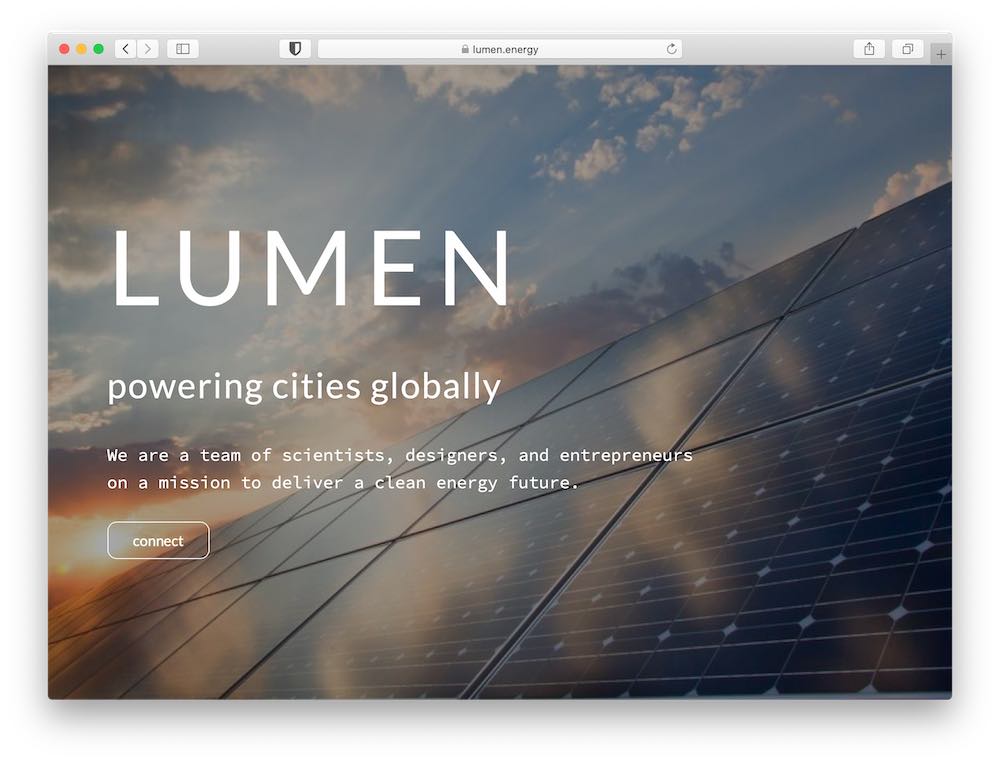 lumen.energy
LUMEN
powering cities globally
We are a team of scientists, designers, and entrepreneurs
on a mission to deliver a clean energy future.
connect